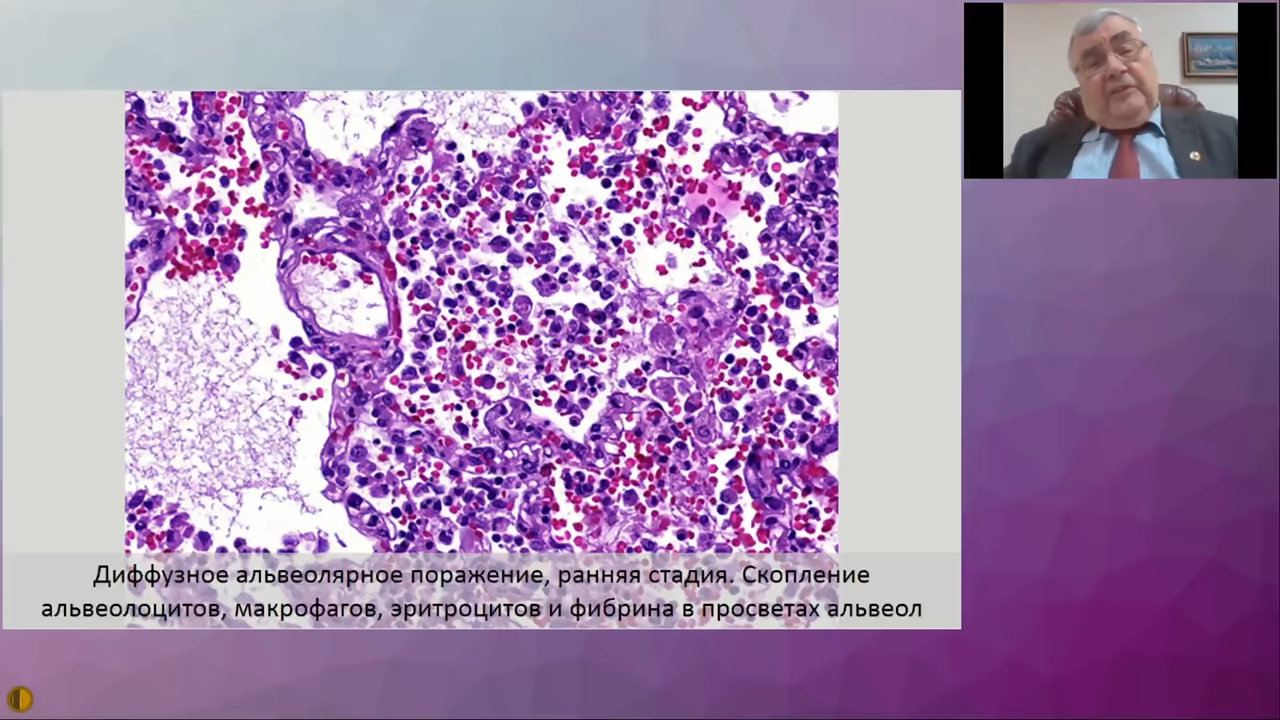 Диффузное альвеолярное поражение, ранняя стадия. Скопление
альвеолоцитов, макрофагов, эритроцитов и фибрина в просветах альвеол